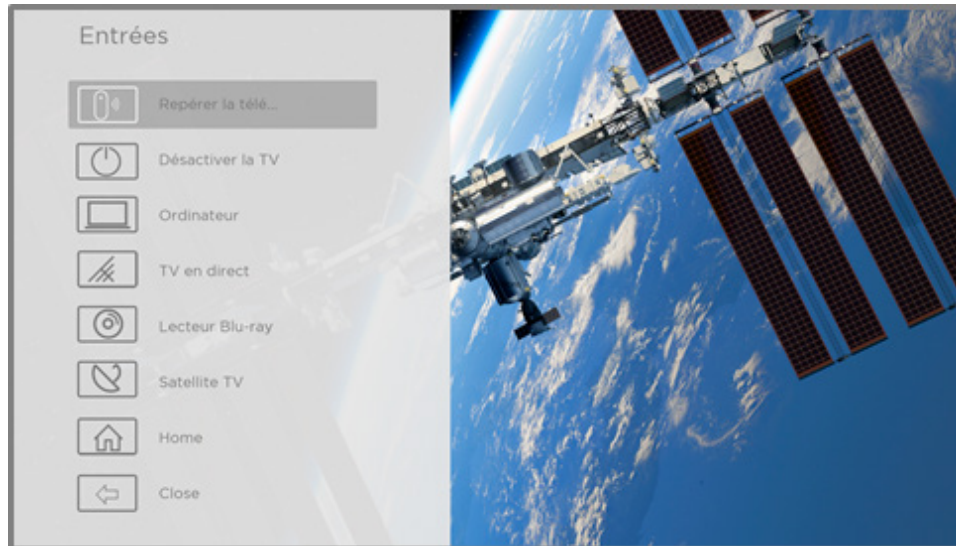 Entrées
Repérer la télé...
Désactiver la TV
Ordinateur
TV en direct
Lecteur Blu-ray
Satellite TV
Home
Close